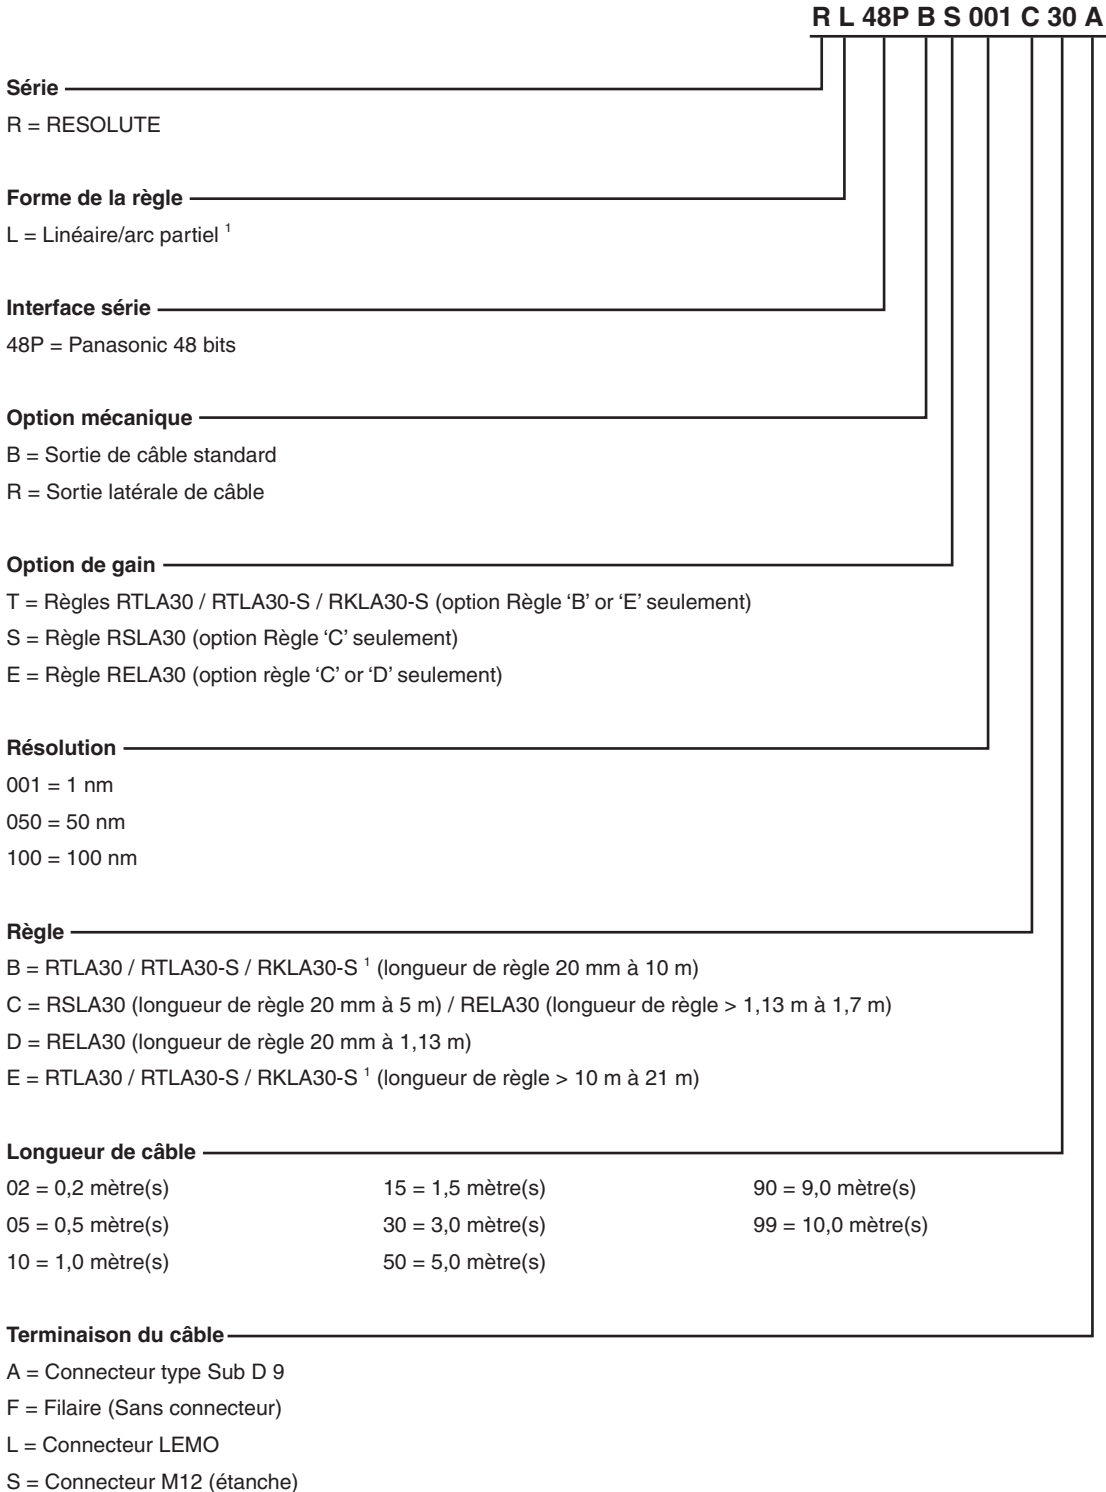 R L 48P B S 001 C 30 A
Série
R = RESOLUTE
Forme de la règle
L = Linéaire/arc partiel ¹
Interface série
48P = Panasonic 48 bits
Option mécanique
B = Sortie de câble standard
R = Sortie latérale de câble
Option de gain
T = Règles RTLA30 / RTLA30-S / RKLA30-S (option Règle ‘B’ or ‘E’ seulement)
S = Règle RSLA30 (option Règle ‘C’ seulement)
E = Règle RELA30 (option règle ‘C’ or ‘D’ seulement)
Résolution
001 = 1 nm
050 = 50 nm
100 = 100 nm
Règle
B = RTLA30 / RTLA30-S / RKLA30-S ¹ (longueur de règle 20 mm à 10 m)
C = RSLA30 (longueur de règle 20 mm à 5 m) / RELA30 (longueur de règle > 1,13 m à 1,7 m)
D = RELA30 (longueur de règle 20 mm à 1,13 m)
E = RTLA30 / RTLA30-S / RKLA30-S ¹ (longueur de règle > 10 m à 21 m)
Longueur de câble
02 = 0,2 mètre(s) 15 = 1,5 mètre(s) 90 = 9,0 mètre(s)
05 = 0,5 mètre(s) 30 = 3,0 mètre(s) 99 = 10,0 mètre(s)
10 = 1,0 mètre(s) 50 = 5,0 mètre(s)
Terminaison du câble
A = Connecteur type Sub D 9
F = Filaire (Sans connecteur)
L = Connecteur LEMO
S = Connecteur M12 (étanche)